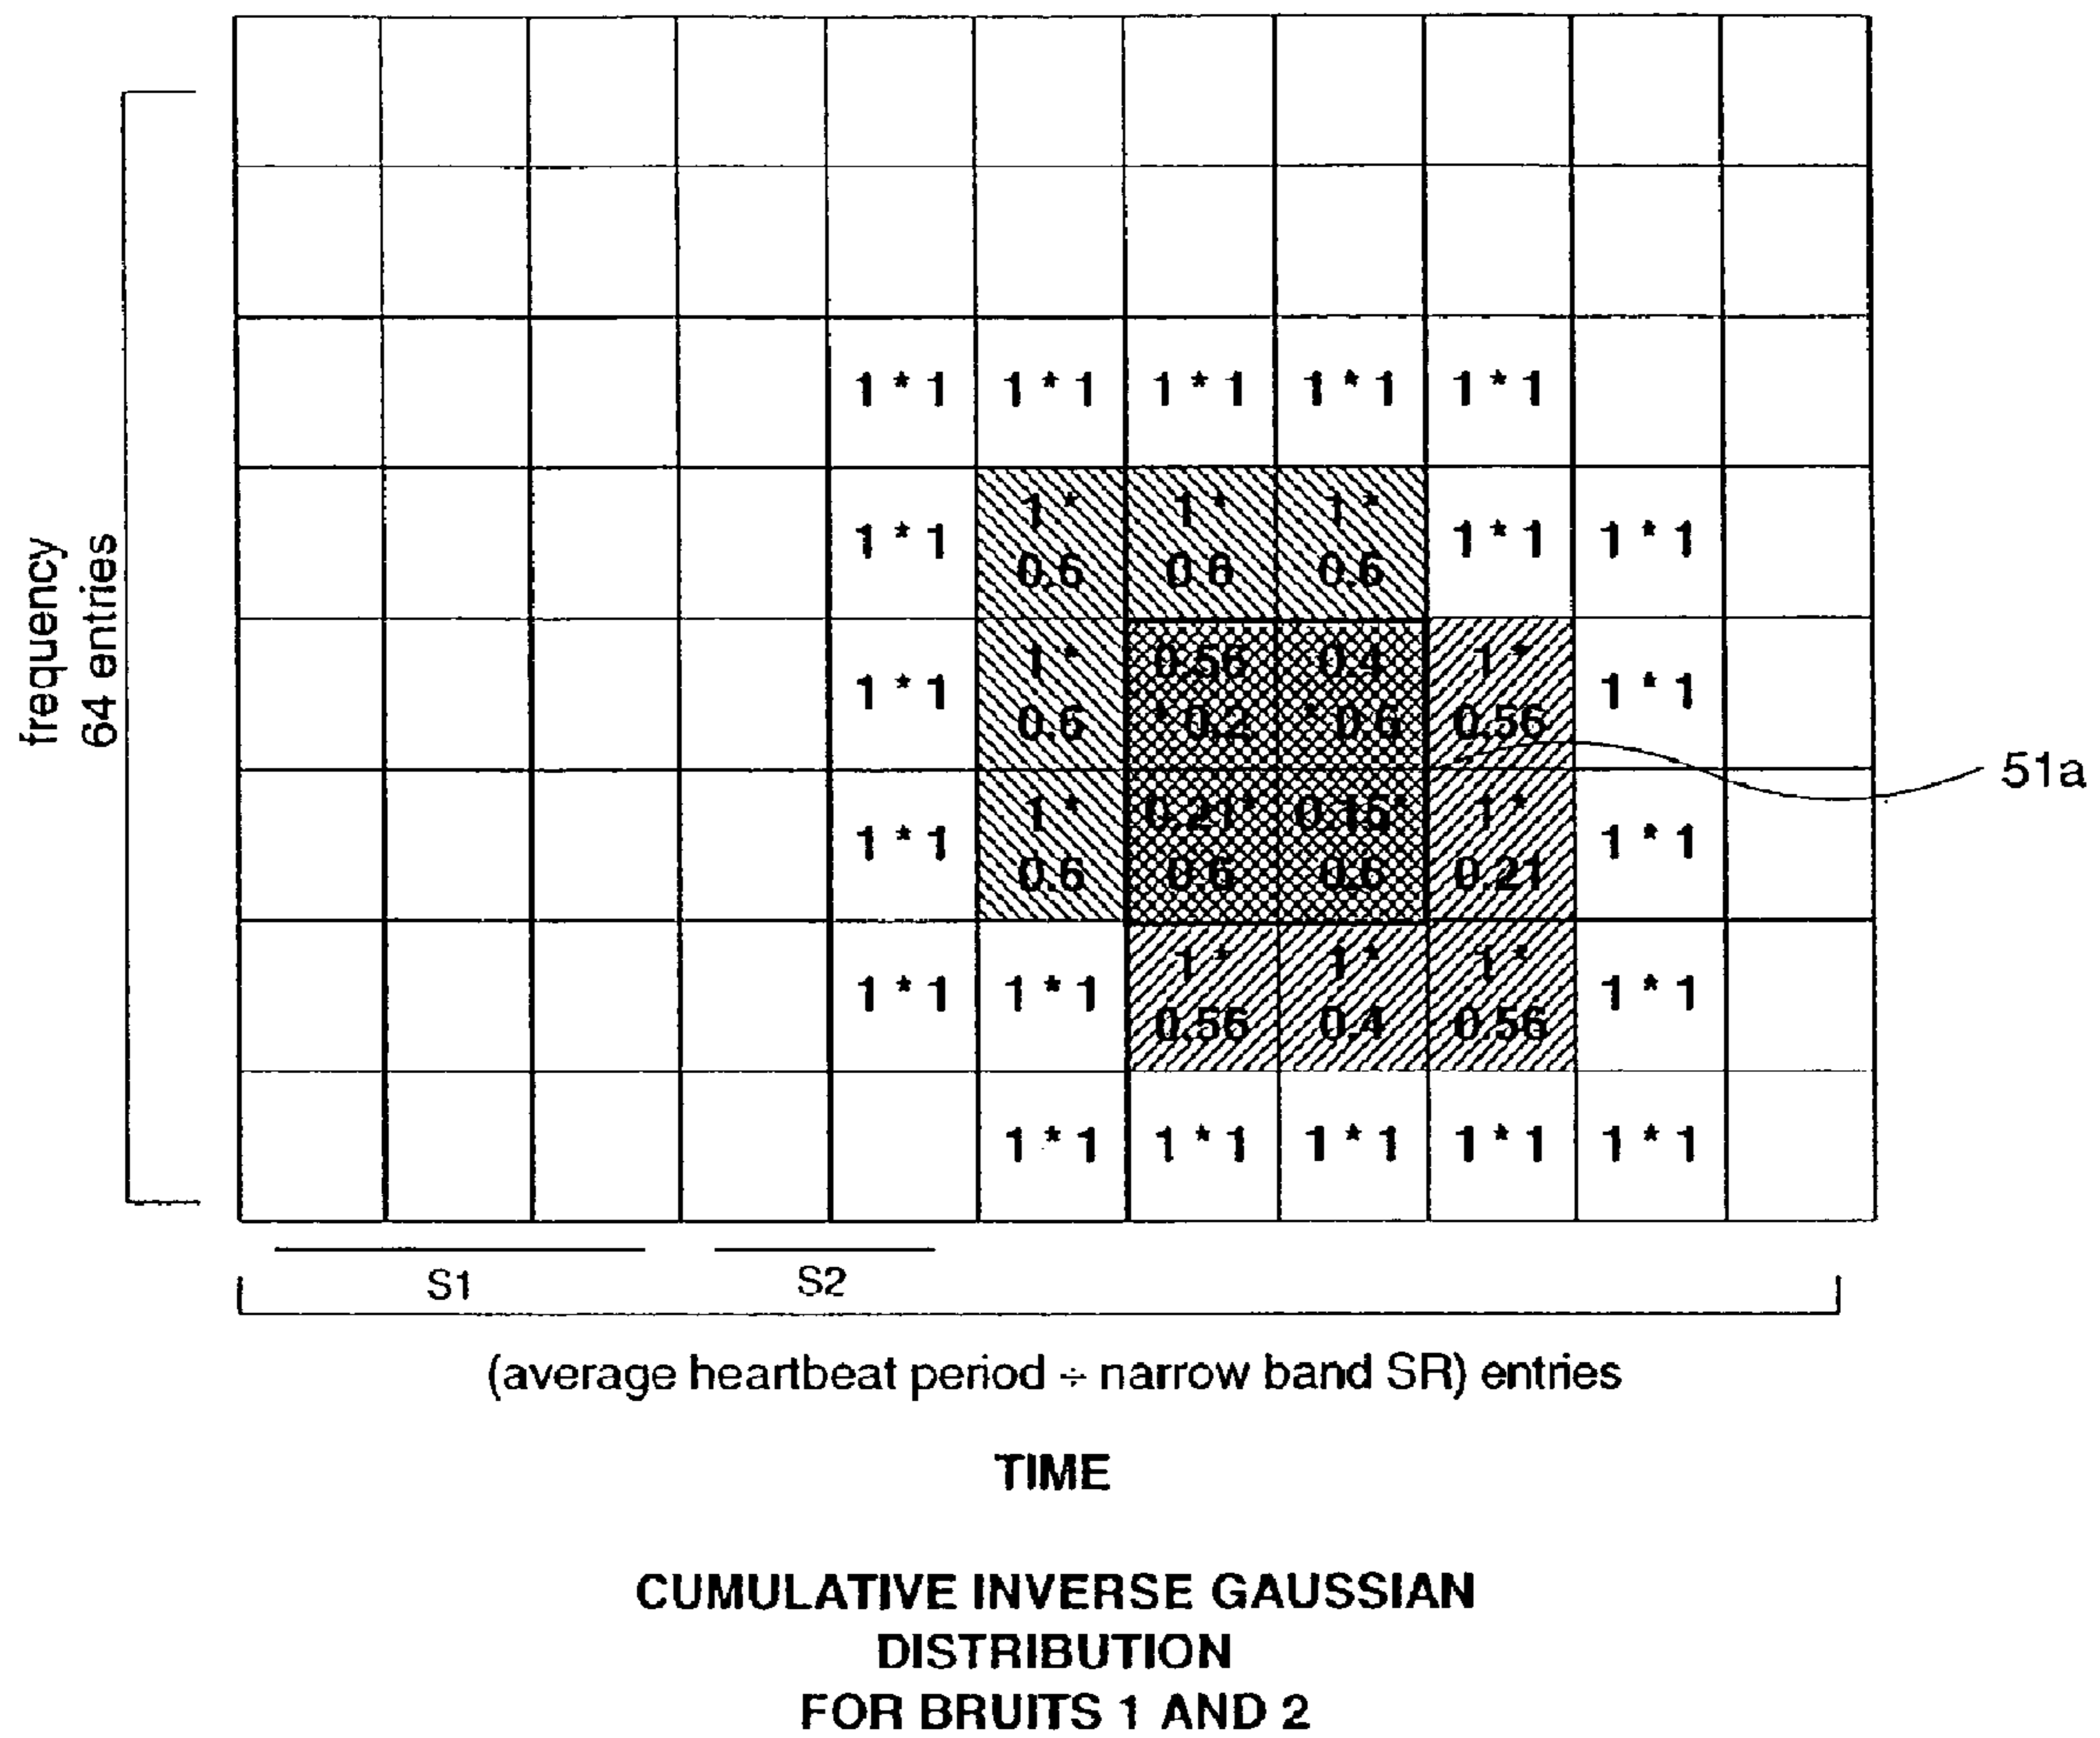 1 * 1 1 * 1 1 * 1 1 * 1 1 * 1
1 * 1 1 * 0.6 1 * 0.6 1 * 0.6 1 * 1 1 * 1
1 * 1 1 * 0.6 0.56 * 0.2 0.4 * 0.6 1 * 0.56 1 * 1
1 * 1 1 * 0.6 0.21 * 0.6 0.15 * 0.6 1 * 0.21 1 * 1
1 * 1 1 * 1 1 * 0.56 1 * 0.4 1 * 0.56 1 * 1
1 * 1 1 * 1 1 * 1 1 * 1 1 * 1
frequency
64 entries
51a
S1 S2
(average heartbeat period ÷ narrow band SR) entries
TIME
CUMULATIVE INVERSE GAUSSIAN
DISTRIBUTION
FOR BRUITS 1 AND 2